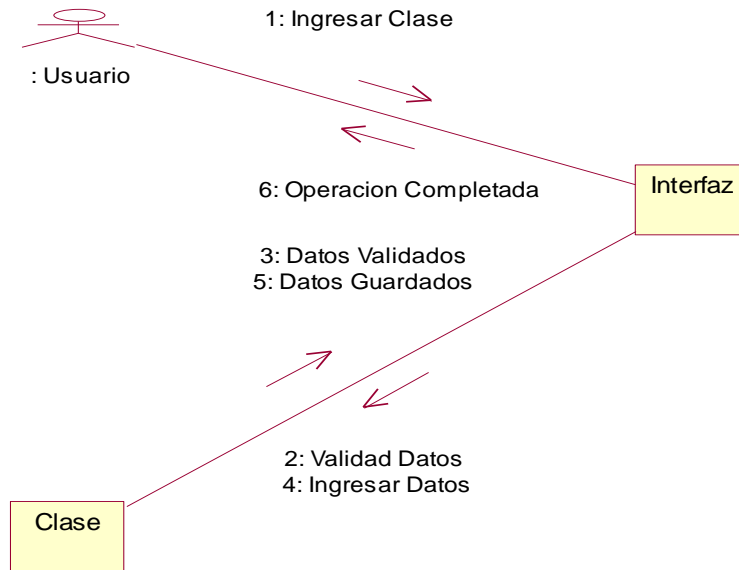 1: Ingresar Clase
: Usuario
6: Operacion Completada
Interfaz
3: Datos Validados
5: Datos Guardados
2: Validad Datos
4: Ingresar Datos
Clase